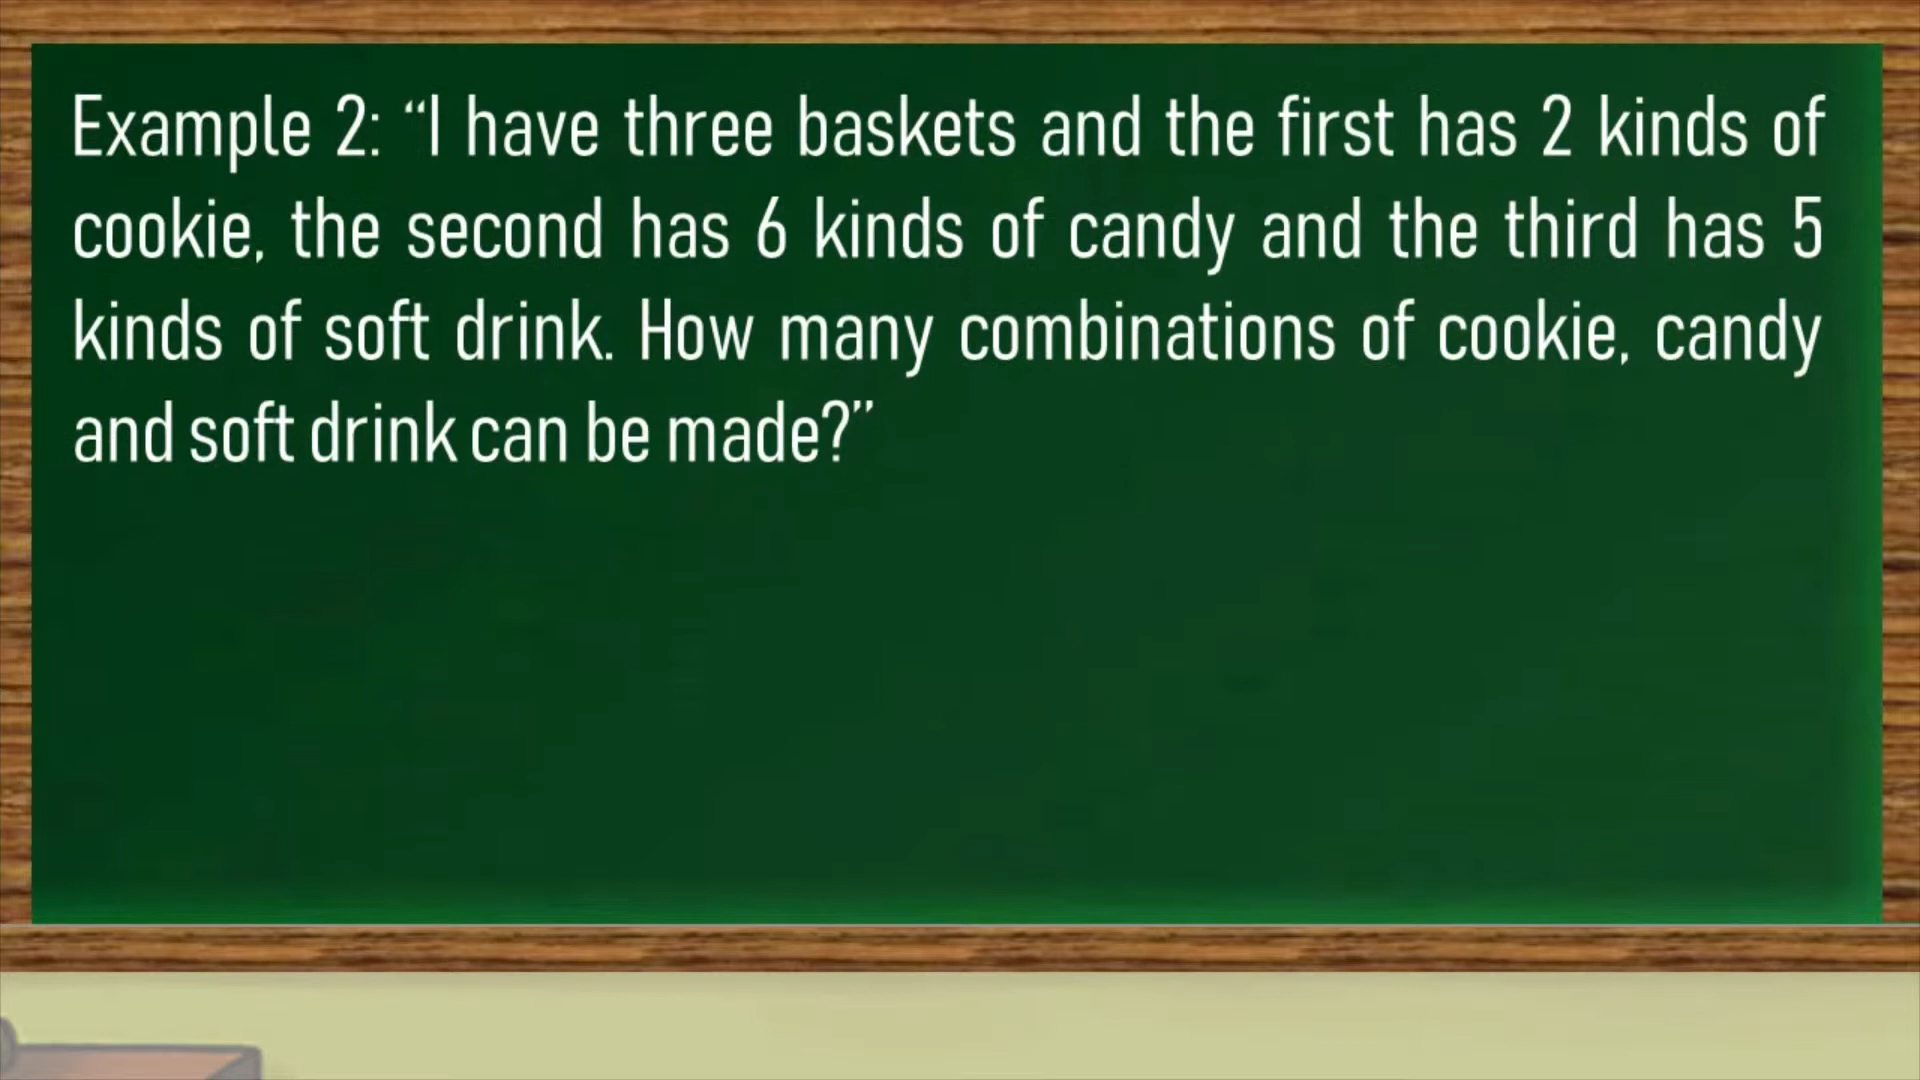 Example 2: “I have three baskets and the first has 2 kinds of
cookie, the second has 6 kinds of candy and the third has 5
kinds of soft drink. How many combinations of cookie, candy
and soft drink can be made?”